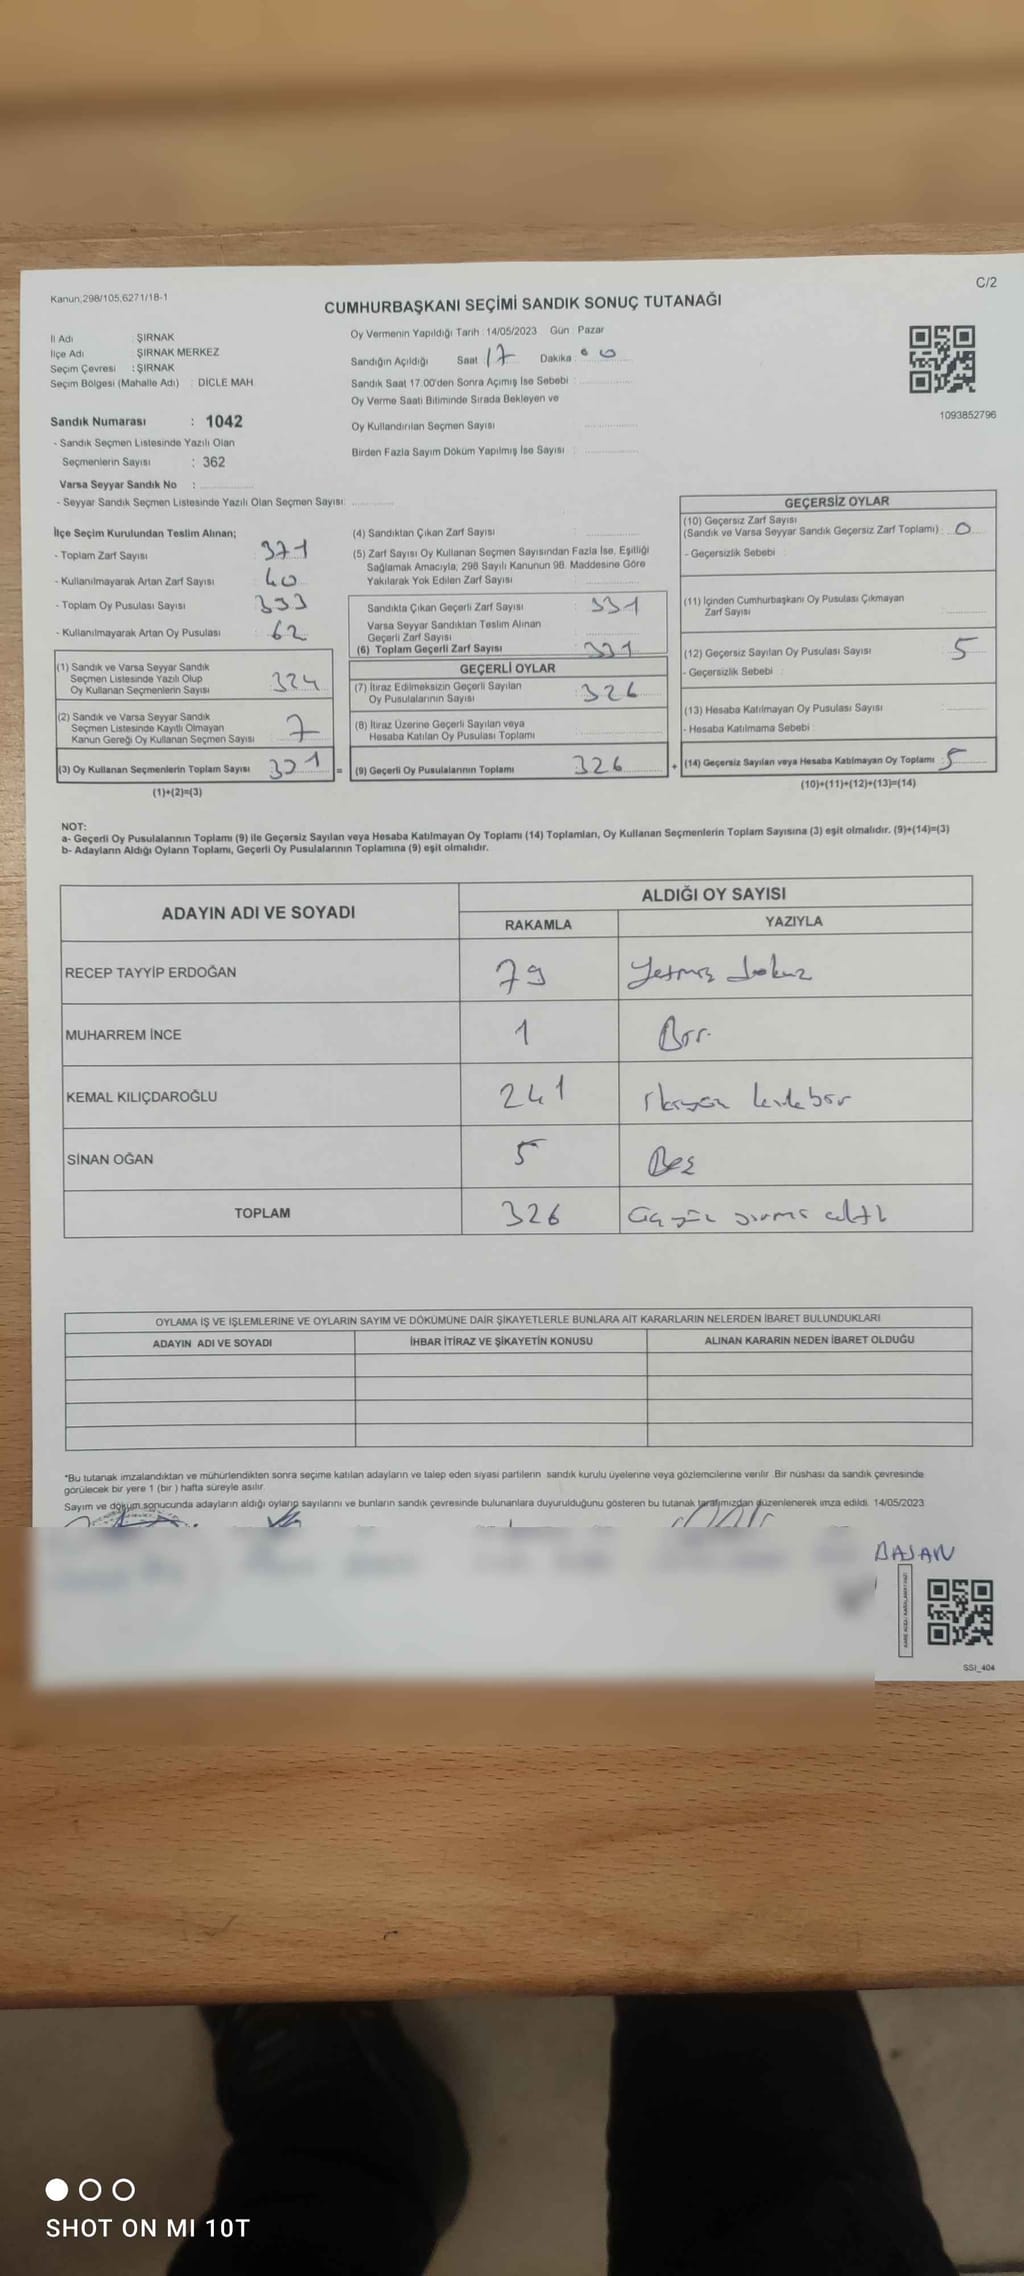 Kanun,298/105,6271/18-1
C/2
CUMHURBAŞKANI SEÇİMİ SANDIK SONUÇ TUTANAĞI
İl Adı : ŞIRNAK
İlçe Adı : ŞIRNAK MERKEZ
Seçim Çevresi : ŞIRNAK
Seçim Bölgesi (Mahalle Adı) : DİCLE MAH.
Oy Vermenin Yapıldığı Tarih : 14/05/2023 Gün : Pazar
Sandığın Açıldığı Saat 17 Dakika 00
Sandık Saat 17.00'den Sonra Açımış İse Sebebi :
Oy Verme Saati Bitiminde Sırada Bekleyen ve
Oy Kullandırılan Seçmen Sayısı
Birden Fazla Sayım Döküm Yapılmış İse Sayısı :
1093852796
Sandık Numarası : 1042
- Sandık Seçmen Listesinde Yazılı Olan
Seçmenlerin Sayısı : 362
Varsa Seyyar Sandık No :
- Seyyar Sandık Seçmen Listesinde Yazılı Olan Seçmen Sayısı:
İlçe Seçim Kurulundan Teslim Alınan;
- Toplam Zarf Sayısı 371
- Kullanılmayarak Artan Zarf Sayısı 40
- Toplam Oy Pusulası Sayısı 333
- Kullanılmayarak Artan Oy Pusulası 62
(1) Sandık ve Varsa Seyyar Sandık
Seçmen Listesinde Yazılı Olup
Oy Kullanan Seçmenlerin Sayısı 324
(2) Sandık ve Varsa Seyyar Sandık
Seçmen Listesinde Kayıtlı Olmayan
Kanun Gereği Oy Kullanan Seçmen Sayısı 7
(3) Oy Kullanan Seçmenlerin Toplam Sayısı 331 =
(1)+(2)=(3)
(4) Sandıktan Çıkan Zarf Sayısı
(5) Zarf Sayısı Oy Kullanan Seçmen Sayısından Fazla İse, Eşitliği
Sağlamak Amacıyla; 298 Sayılı Kanunun 98. Maddesine Göre
Yakılarak Yok Edilen Zarf Sayısı
Sandıkta Çıkan Geçerli Zarf Sayısı : 331
Varsa Seyyar Sandıktan Teslim Alınan
Geçerli Zarf Sayısı
(6) Toplam Geçerli Zarf Sayısı : 331
GEÇERLİ OYLAR
(7) İtiraz Edilmeksizin Geçerli Sayılan
Oy Pusulalarının Sayısı : 326
(8) İtiraz Üzerine Geçerli Sayılan veya
Hesaba Katılan Oy Pusulası Toplamı
(9) Geçerli Oy Pusulalarının Toplamı 326 +
GEÇERSİZ OYLAR
(10) Geçersiz Zarf Sayısı
(Sandık ve Varsa Seyyar Sandık Geçersiz Zarf Toplamı) : 0
- Geçersizlik Sebebi
(11) İçinden Cumhurbaşkanı Oy Pusulası Çıkmayan
Zarf Sayısı
(12) Geçersiz Sayılan Oy Pusulası Sayısı 5
- Geçersizlik Sebebi
(13) Hesaba Katılmayan Oy Pusulası Sayısı
- Hesaba Katılmama Sebebi
(14) Geçersiz Sayılan veya Hesaba Katılmayan Oy Toplamı : 5
(10)+(11)+(12)+(13)=(14)
NOT:
a- Geçerli Oy Pusulalarının Toplamı (9) ile Geçersiz Sayılan veya Hesaba Katılmayan Oy Toplamı (14) Toplamları, Oy Kullanan Seçmenlerin Toplam Sayısına (3) eşit olmalıdır. (9)+(14)=(3)
b- Adayların Aldığı Oyların Toplamı, Geçerli Oy Pusulalarının Toplamına (9) eşit olmalıdır.
ADAYIN ADI VE SOYADI ALDIĞI OY SAYISI
RAKAMLA YAZIYLA
RECEP TAYYİP ERDOĞAN 79 Yetmiş dokuz
MUHARREM İNCE 1 Bir
KEMAL KILIÇDAROĞLU 241
SİNAN OĞAN 5 Beş
TOPLAM 326 Üç yüz yirmi altı
OYLAMA İŞ VE İŞLEMLERİNE VE OYLARIN SAYIM VE DÖKÜMÜNE DAİR ŞİKAYETLERLE BUNLARA AİT KARARLARIN NELERDEN İBARET BULUNDUKLARI
ADAYIN ADI VE SOYADI İHBAR İTİRAZ VE ŞİKAYETİN KONUSU ALINAN KARARIN NEDEN İBARET OLDUĞU
*Bu tutanak imzalandıktan ve mühürlendikten sonra seçime katılan adayların ve talep eden siyasi partilerin sandık kurulu üyelerine veya gözlemcilerine verilir .Bir nüshası da sandık çevresinde
görülecek bir yere 1 (bir ) hafta süreyle asılır.
Sayım ve döküm sonucunda adayların aldığı oyların sayılarını ve bunların sandık çevresinde bulunanlara duyurulduğunu gösteren bu tutanak tarafımızdan düzenlenerek imza edildi. 14/05/2023
BAŞAN
SSI_404
SHOT ON MI 10T